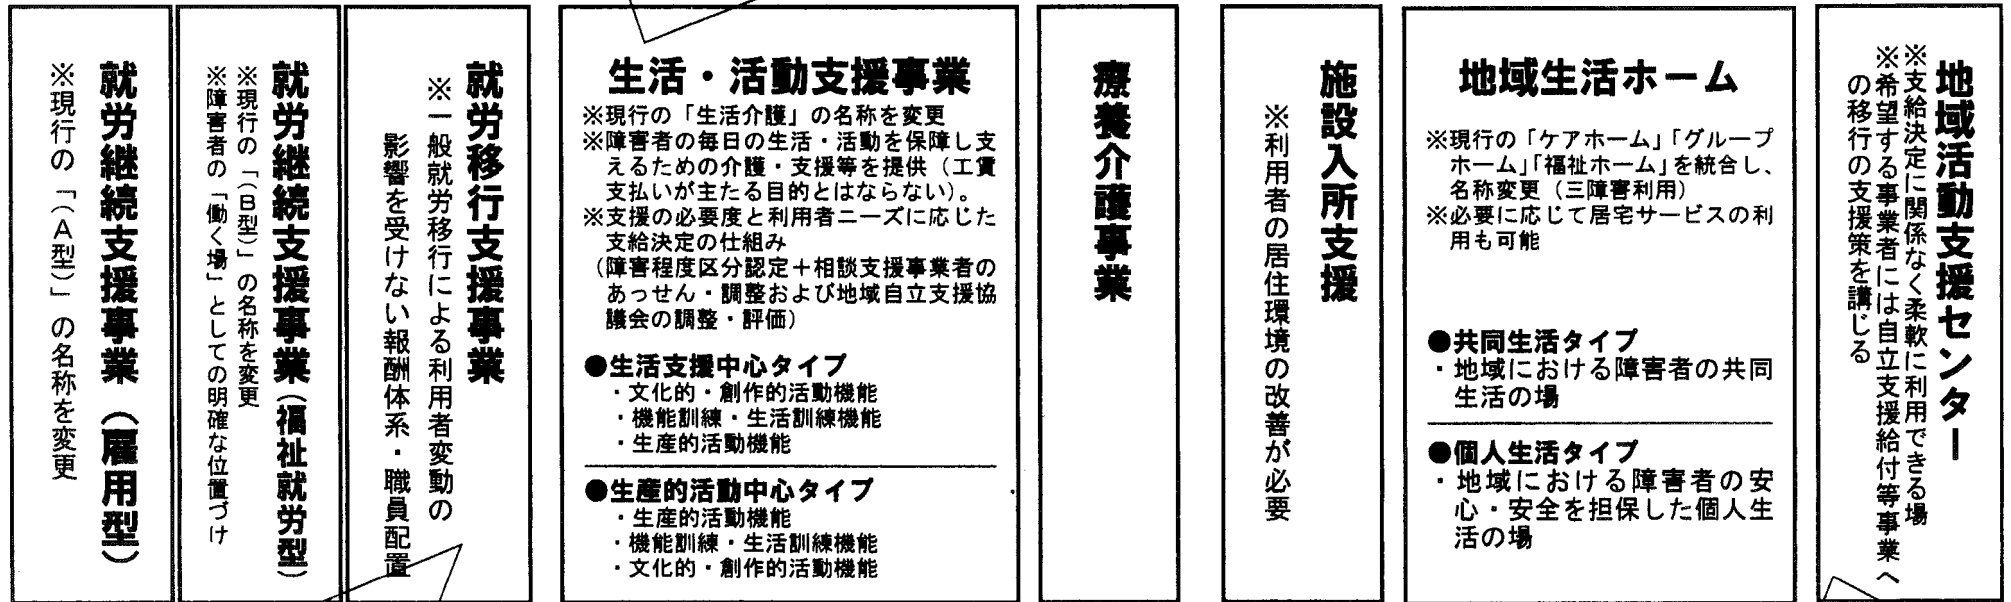 就労継続支援事業（雇用型）
※現行の「（Ａ型）」の名称を変更
就労継続支援事業（福祉就労型）
※現行の「（Ｂ型）」の名称を変更
※障害者の「働く場」としての明確な位置づけ
就労移行支援事業
※一般就労移行による利用者変動の
影響を受けない報酬体系・職員配置
生活・活動支援事業
※現行の「生活介護」の名称を変更
※障害者の毎日の生活・活動を保障し支
えるための介護・支援等を提供（工賃
支払いが主たる目的とはならない）。
※支援の必要度と利用者ニーズに応じた
支給決定の仕組み
（障害程度区分認定＋相談支援事業者の
あっせん・調整および地域自立支援協
議会の調整・評価）
●生活支援中心タイプ
・文化的・創作的活動機能
・機能訓練・生活訓練機能
・生産的活動機能
●生産的活動中心タイプ
・生産的活動機能
・機能訓練・生活訓練機能
・文化的・創作的活動機能
療養介護事業
施設入所支援
※利用者の居住環境の改善が必要
地域生活ホーム
※現行の「ケアホーム」「グループ
ホーム」「福祉ホーム」を統合し、
名称変更（三障害利用）
※必要に応じて居宅サービスの利
用も可能
●共同生活タイプ
・地域における障害者の共同
生活の場
●個人生活タイプ
・地域における障害者の安
心・安全を担保した個人生
活の場
地域活動支援センター
※支給決定に関係なく柔軟に利用できる場
※希望する事業者には自立支援給付等事業へ
の移行の支援策を講じる